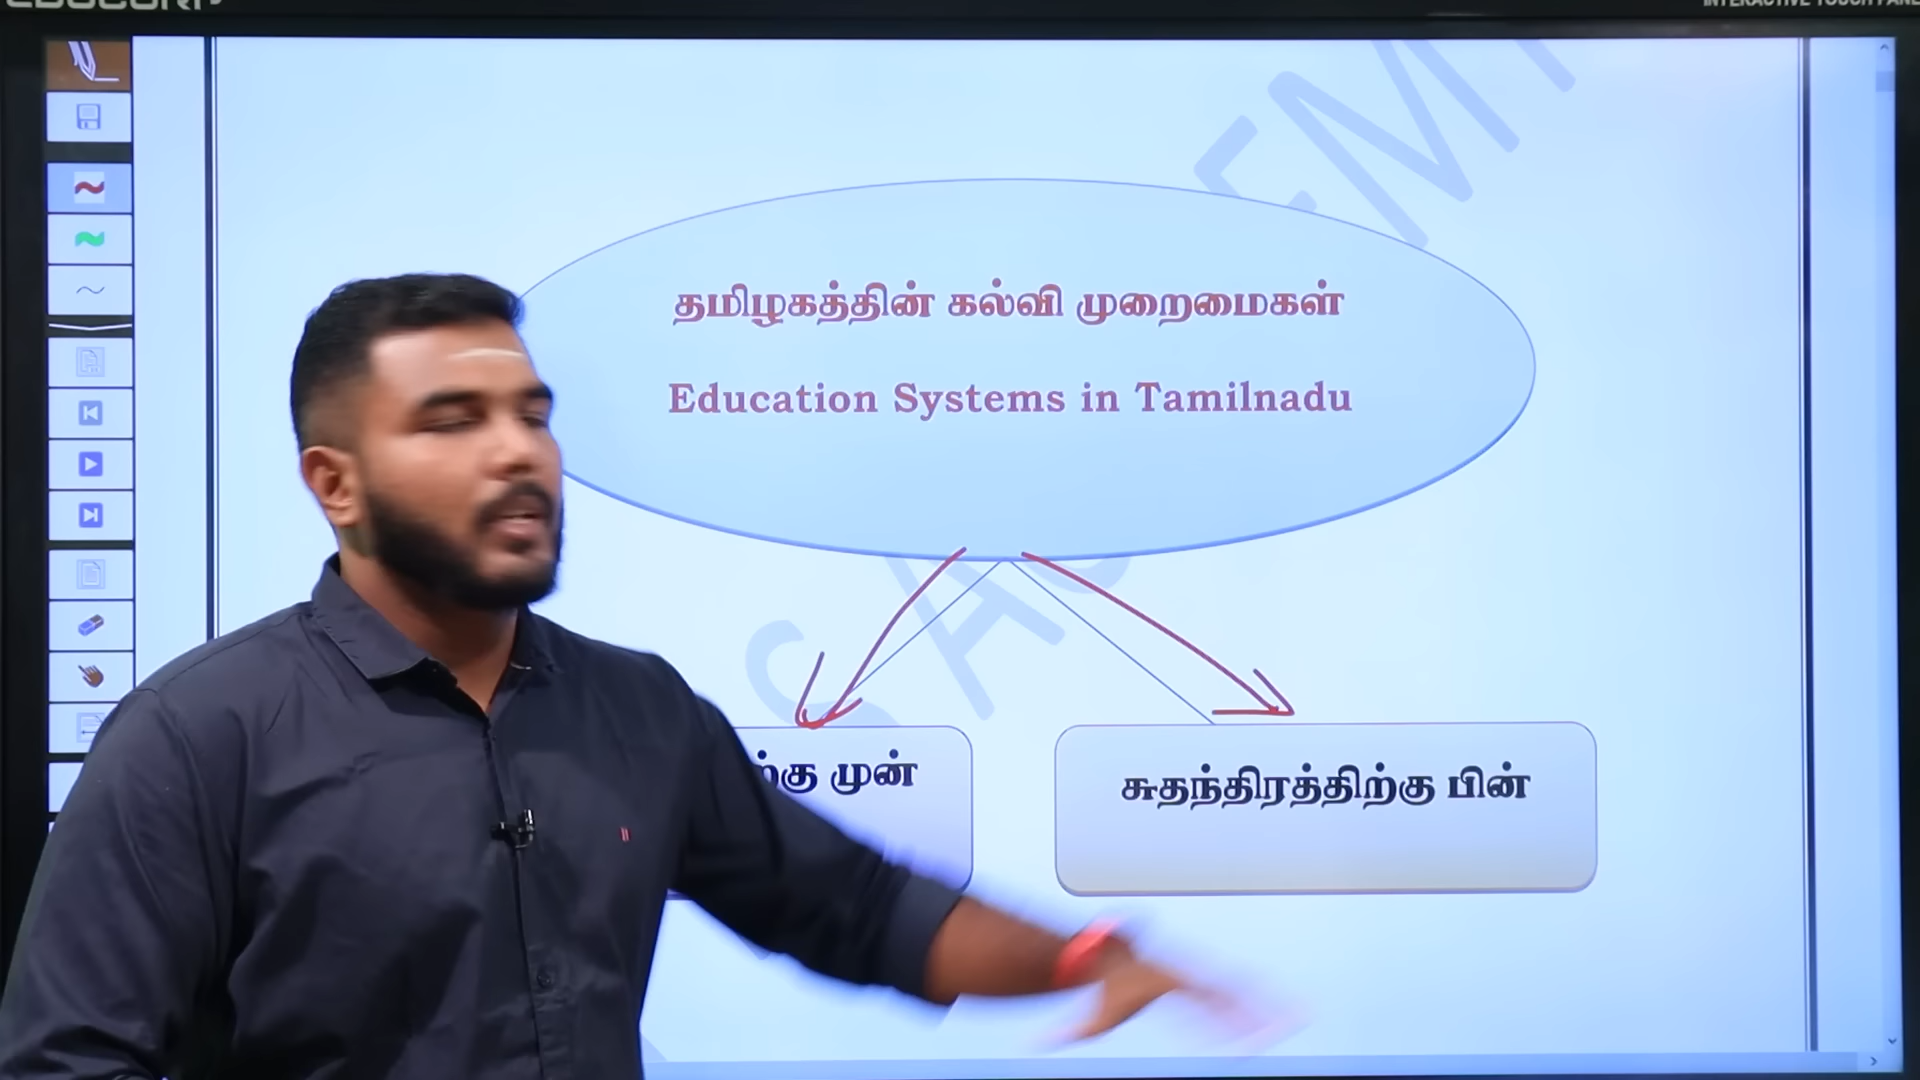 தமிழகத்தின் கல்வி முறைமைகள்
Education Systems in Tamilnadu
முன்
சுதந்திரத்திற்கு பின்